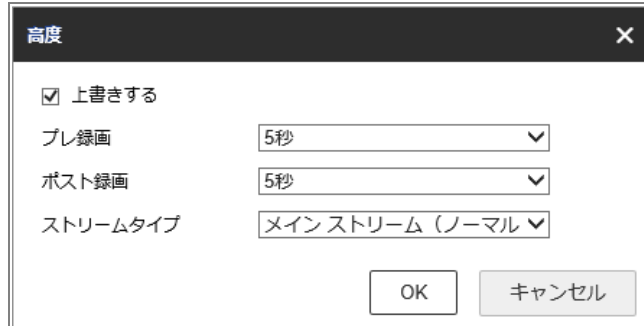 高度
上書きする
プレ録画 5秒
ポスト録画 5秒
ストリームタイプ メイン ストリーム（ノーマル
OK キャンセル